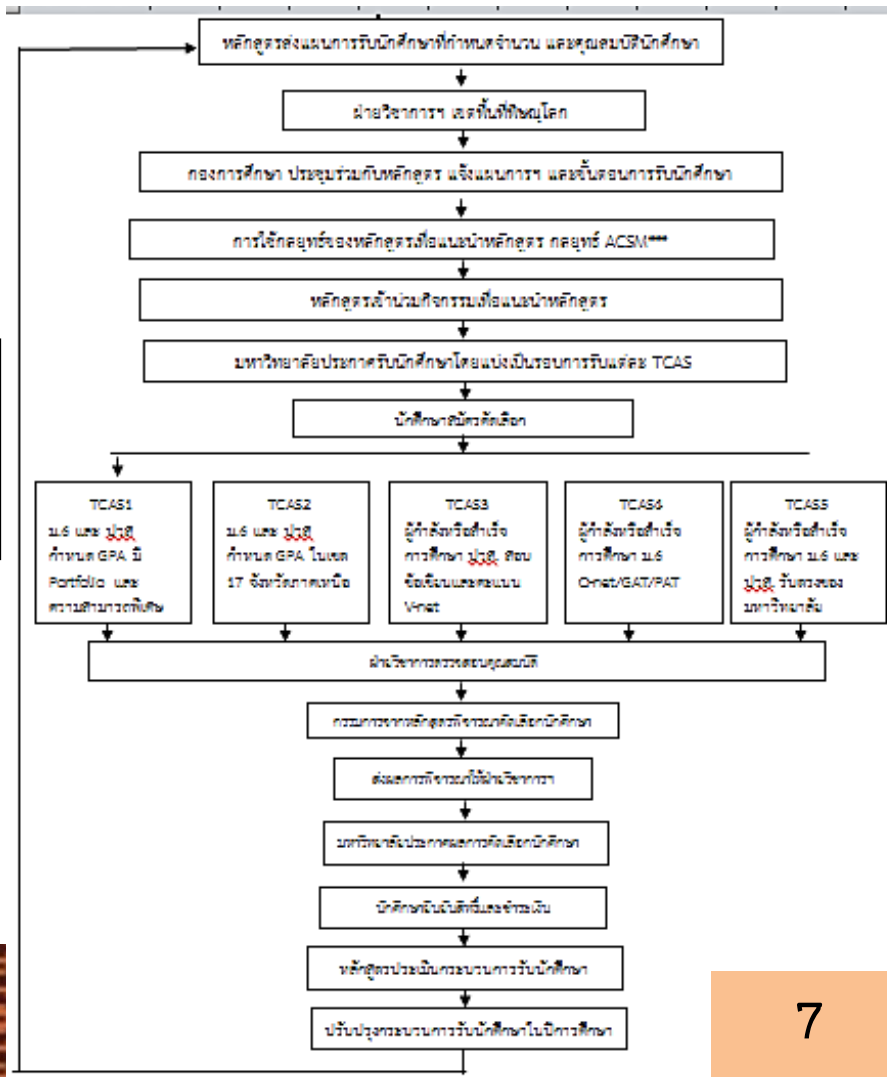 หลักสูตรส่งแผนการรับนักศึกษาที่กำหนดจำนวน และคุณสมบัตินักศึกษา
ฝ่ายวิชาการฯ เขตพื้นที่พิษณุโลก
กองการศึกษา ประชุมร่วมกับหลักสูตร แจ้งแผนการฯ และขั้นตอนการรับนักศึกษา
การใช้กลยุทธ์ของหลักสูตรเพื่อแนะนำหลักสูตร กลยุทธ์ ACSM***
หลักสูตรเข้าร่วมกิจกรรมเพื่อแนะนำหลักสูตร
มหาวิทยาลัยประกาศรับนักศึกษาโดยแบ่งเป็นรอบการรับแต่ละ TCAS
นักศึกษาสมัครคัดเลือก
TCAS1
ม.6 และ ปวส
กำหนด GPA มี
Portfolio และ
ความสามารถพิเศษ
TCAS2
ม.6 และ ปวส
กำหนด GPA ในเขต
17 จังหวัดภาคเหนือ
TCAS3
ผู้กำลังหรือสำเร็จ
การศึกษา ปวส. สอบ
ข้อเขียนและคะแนน
V-net
TCAS4
ผู้กำลังหรือสำเร็จ
การศึกษา ม.6
O-net/GAT/PAT
TCAS5
ผู้กำลังหรือสำเร็จ
การศึกษา ม.6 และ
ปวส. รับตรงของ
มหาวิทยาลัย
ฝ่ายวิชาการตรวจสอบคุณสมบัติ
กรรมการจากหลักสูตรพิจารณาคัดเลือกนักศึกษา
ส่งผลการพิจารณาให้ฝ่ายวิชาการฯ
มหาวิทยาลัยประกาศผลการคัดเลือกนักศึกษา
นักศึกษายืนยันสิทธิ์และชำระเงิน
หลักสูตรประเมินกระบวนการรับนักศึกษา
ปรับปรุงกระบวนการรับนักศึกษาในปีการศึกษา
7